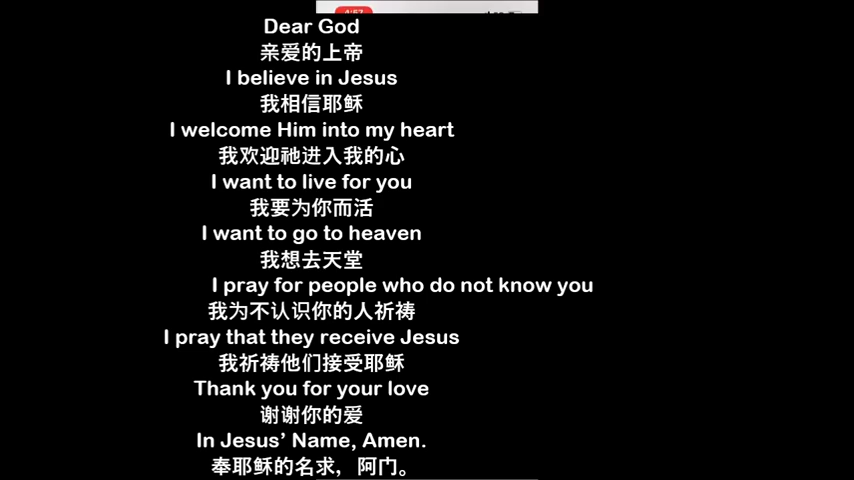 4:57
Dear God
亲爱的上帝
I believe in Jesus
我相信耶稣
I welcome Him into my heart
我欢迎祂进入我的心
I want to live for you
我要为你而活
I want to go to heaven
我想去天堂
I pray for people who do not know you
我为不认识你的人祈祷
I pray that they receive Jesus
我祈祷他们接受耶稣
Thank you for your love
谢谢你的爱
In Jesus’ Name, Amen.
奉耶稣的名求，阿门。